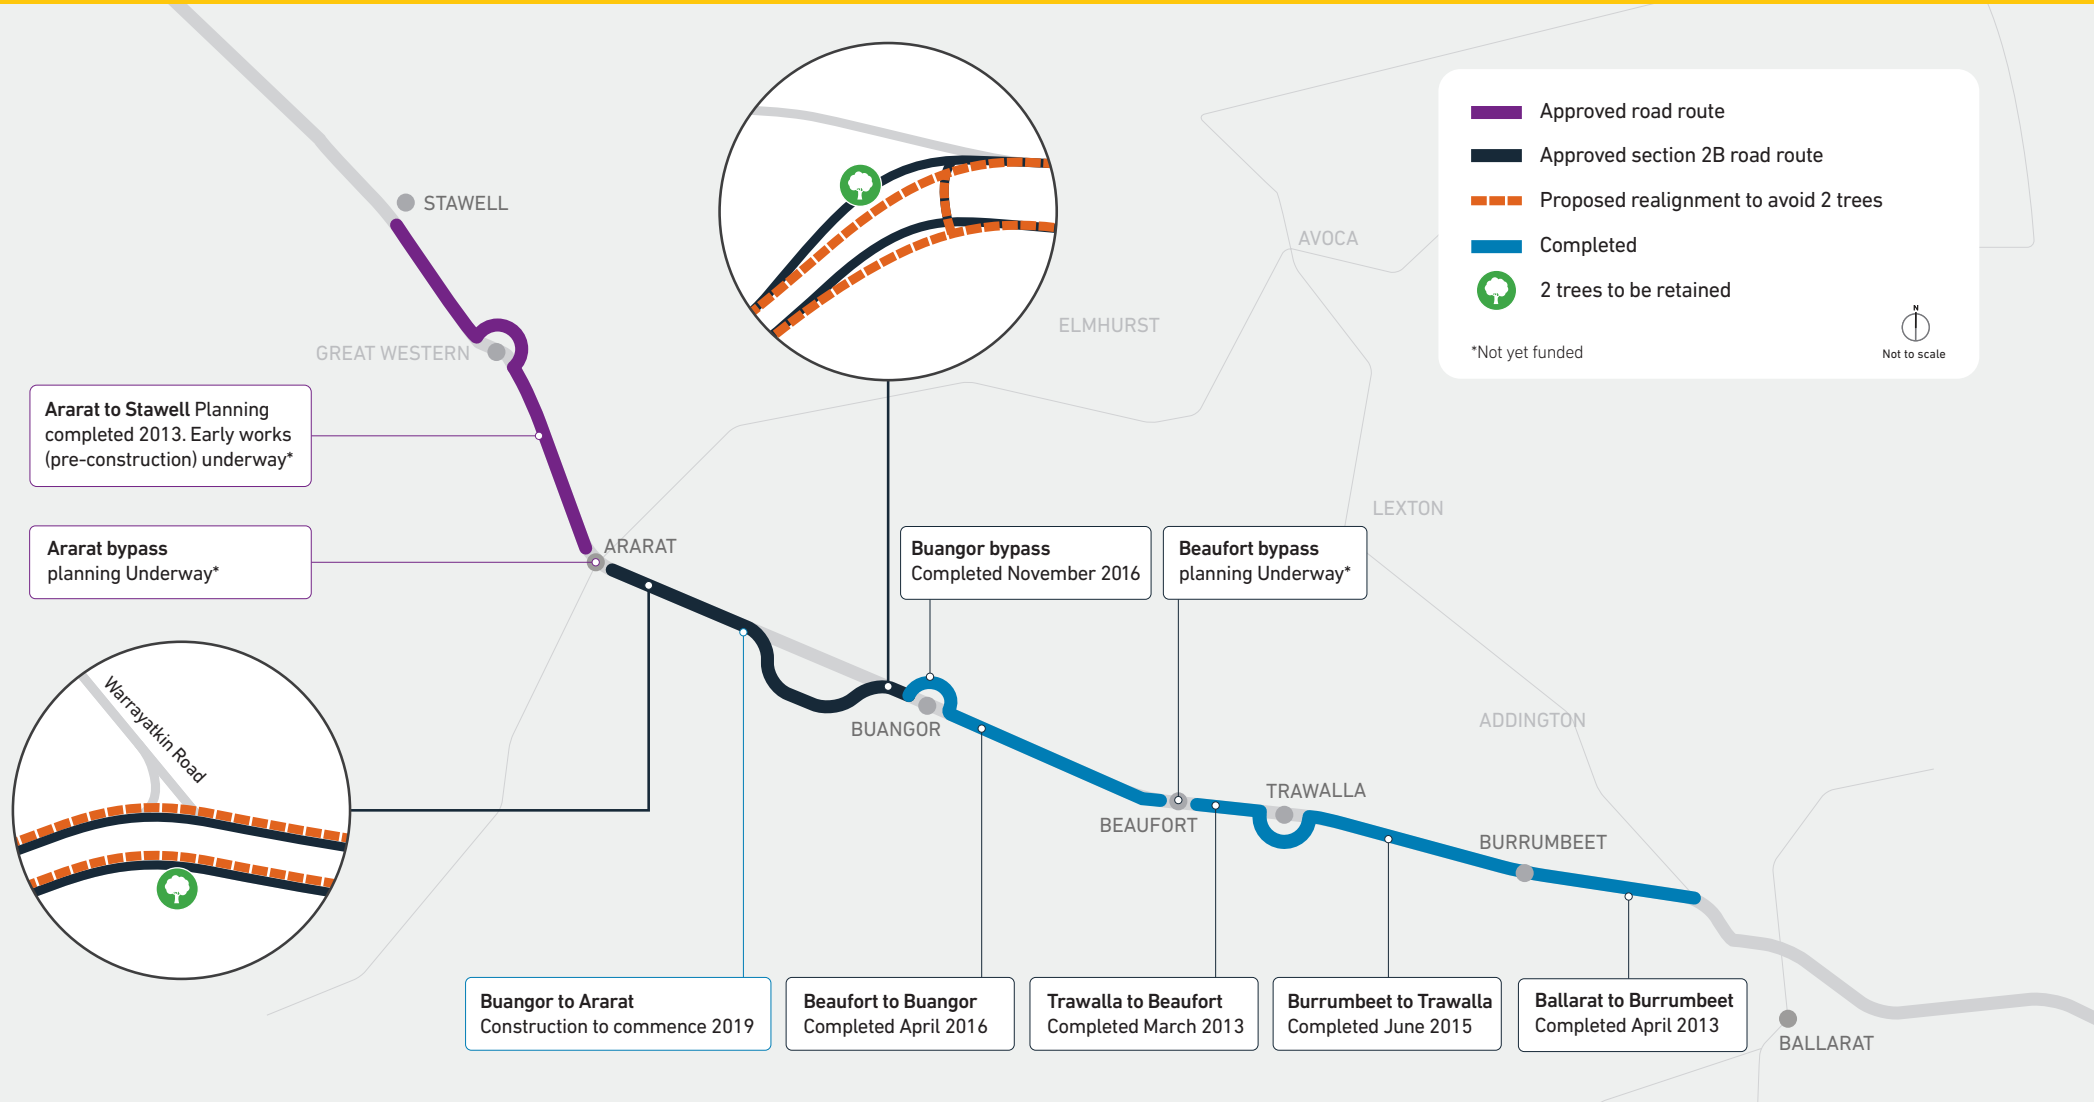 Approved road route
Approved section 2B road route
Proposed realignment to avoid 2 trees
Completed
2 trees to be retained
*Not yet funded
N
Not to scale
STAWELL
AVOCA
ELMHURST
GREAT WESTERN
Ararat to Stawell Planning
completed 2013. Early works
(pre-construction) underway*
LEXTON
Ararat bypass
planning Underway*
ARARAT
Buangor bypass
Completed November 2016
Beaufort bypass
planning Underway*
Warrayatkin Road
BUANGOR
ADDINGTON
TRAWALLA
BEAUFORT
BURRUMBEET
Buangor to Ararat
Construction to commence 2019
Beaufort to Buangor
Completed April 2016
Trawalla to Beaufort
Completed March 2013
Burrumbeet to Trawalla
Completed June 2015
Ballarat to Burrumbeet
Completed April 2013
BALLARAT